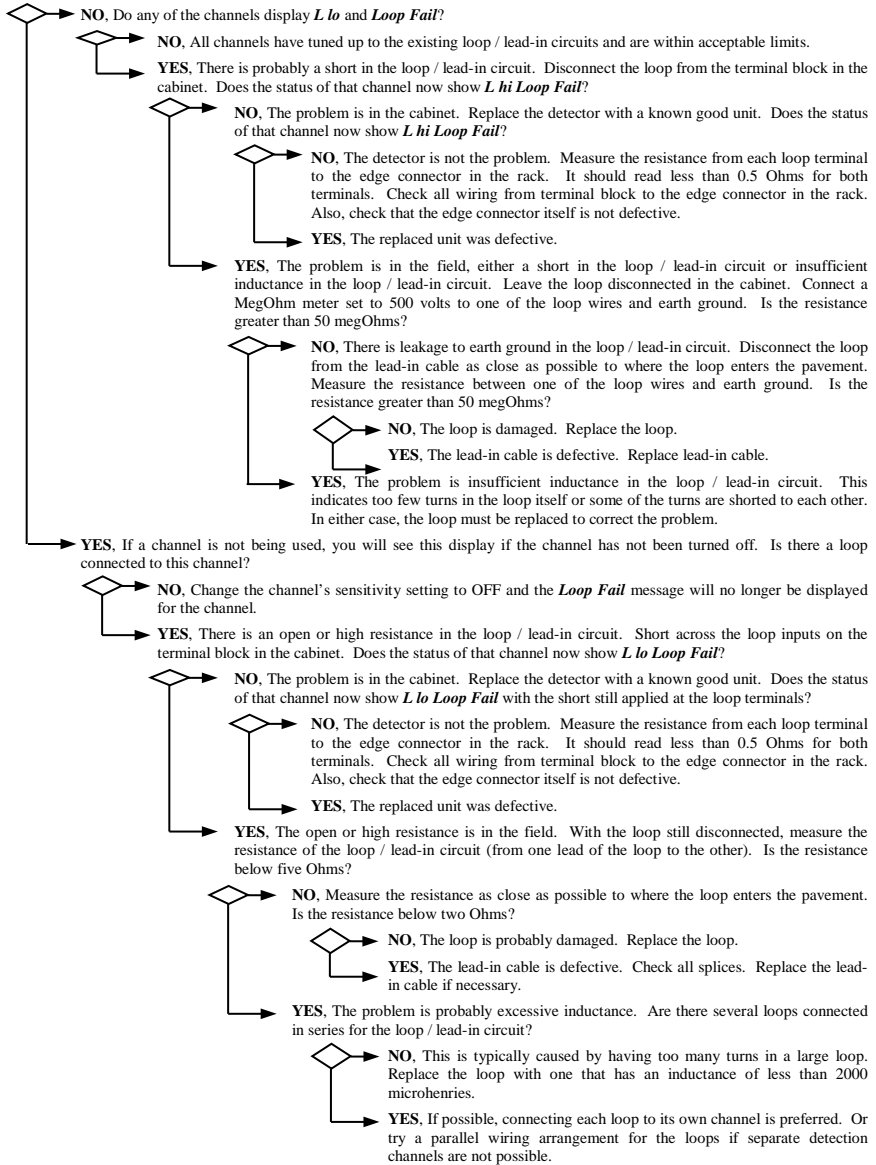 NO, Do any of the channels display L lo and Loop Fail?
NO, All channels have tuned up to the existing loop / lead-in circuits and are within acceptable limits.
YES, There is probably a short in the loop / lead-in circuit. Disconnect the loop from the terminal block in the
cabinet. Does the status of that channel now show L hi Loop Fail?
NO, The problem is in the cabinet. Replace the detector with a known good unit. Does the status
of that channel now show L hi Loop Fail?
NO, The detector is not the problem. Measure the resistance from each loop terminal
to the edge connector in the rack. It should read less than 0.5 Ohms for both
terminals. Check all wiring from terminal block to the edge connector in the rack.
Also, check that the edge connector itself is not defective.
YES, The replaced unit was defective.
YES, The problem is in the field, either a short in the loop / lead-in circuit or insufficient
inductance in the loop / lead-in circuit. Leave the loop disconnected in the cabinet. Connect a
MegOhm meter set to 500 volts to one of the loop wires and earth ground. Is the resistance
greater than 50 megOhms?
NO, There is leakage to earth ground in the loop / lead-in circuit. Disconnect the loop
from the lead-in cable as close as possible to where the loop enters the pavement.
Measure the resistance between one of the loop wires and earth ground. Is the
resistance greater than 50 megOhms?
NO, The loop is damaged. Replace the loop.
YES, The lead-in cable is defective. Replace lead-in cable.
YES, The problem is insufficient inductance in the loop / lead-in circuit. This
indicates too few turns in the loop itself or some of the turns are shorted to each other.
In either case, the loop must be replaced to correct the problem.
YES, If a channel is not being used, you will see this display if the channel has not been turned off. Is there a loop
connected to this channel?
NO, Change the channel's sensitivity setting to OFF and the Loop Fail message will no longer be displayed
for the channel.
YES, There is an open or high resistance in the loop / lead-in circuit. Short across the loop inputs on the
terminal block in the cabinet. Does the status of that channel now show L lo Loop Fail?
NO, The problem is in the cabinet. Replace the detector with a known good unit. Does the status
of that channel now show L lo Loop Fail with the short still applied at the loop terminals?
NO, The detector is not the problem. Measure the resistance from each loop terminal
to the edge connector in the rack. It should read less than 0.5 Ohms for both
terminals. Check all wiring from terminal block to the edge connector in the rack.
Also, check that the edge connector itself is not defective.
YES, The replaced unit was defective.
YES, The open or high resistance is in the field. With the loop still disconnected, measure the
resistance of the loop / lead-in circuit (from one lead of the loop to the other). Is the resistance
below five Ohms?
NO, Measure the resistance as close as possible to where the loop enters the pavement.
Is the resistance below two Ohms?
NO, The loop is probably damaged. Replace the loop.
YES, The lead-in cable is defective. Check all splices. Replace the lead-
in cable if necessary.
YES, The problem is probably excessive inductance. Are there several loops connected
in series for the loop / lead-in circuit?
NO, This is typically caused by having too many turns in a large loop.
Replace the loop with one that has an inductance of less than 2000
microhenries.
YES, If possible, connecting each loop to its own channel is preferred. Or
try a parallel wiring arrangement for the loops if separate detection
channels are not possible.